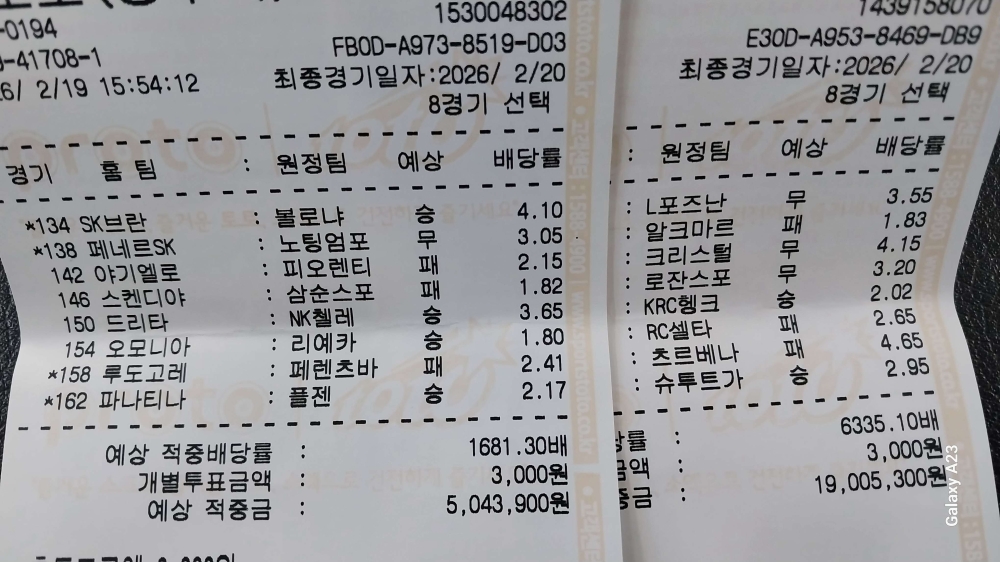 -0194
1530048302
9-41708-1
FB0D-A973-8519-D03
6/ 2/19 15:54:12
최종경기일자:2026/ 2/20
8경기 선택
경기 홈 팀 : 원정팀 예상 배당률
*134 SK브란 : 볼로냐 승 4.10
*138 페네르SK : 노팅엄포 무 3.05
142 야기엘로 : 피오렌티 패 2.15
146 스켄디야 : 삼순스포 패 1.82
150 드리타 : NK첼레 승 3.65
154 오모니아 : 리예카 승 1.80
*158 루도고레 : 페렌츠바 패 2.41
*162 파나티나 : 플젠 승 2.17
예상 적중배당률 : 1681.30배
개별투표금액 : 3,000원
예상 적중금 : 5,043,900원
1439158070
E30D-A953-8469-DB9
최종경기일자:2026/ 2/20
8경기 선택
: 원정팀 예상 배당률
: L포즈난 무 3.55
: 알크마르 패 1.83
: 크리스털 무 4.15
: 로잔스포 무 3.20
: KRC헹크 승 2.02
: RC셀타 패 2.65
: 츠르베나 패 4.65
: 슈투트가 승 2.95
당률 : 6335.10배
금액 : 3,000원
중금 : 19,005,300원
Galaxy A23